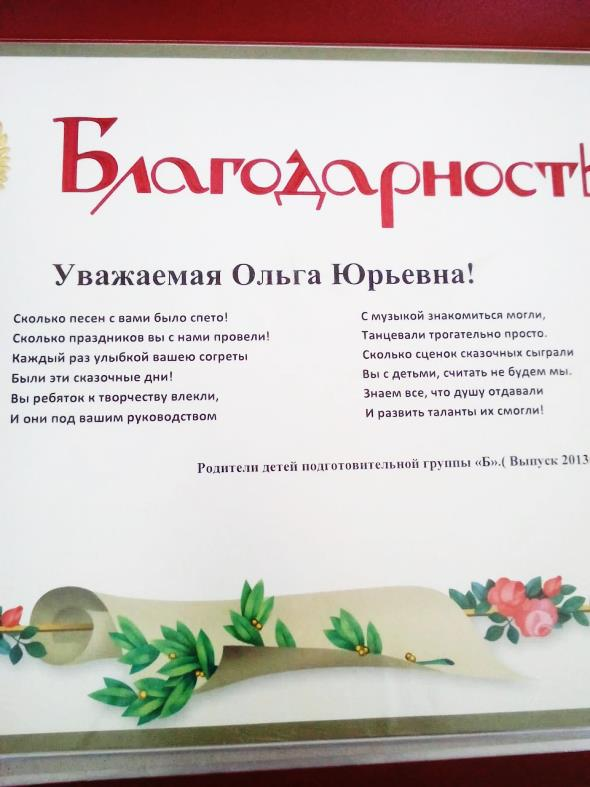 Благодарность
Уважаемая Ольга Юрьевна!
Сколько песен с вами было спето!
Сколько праздников вы с нами провели!
Каждый раз улыбкой вашею согреты
Были эти сказочные дни!
Вы ребяток к творчеству влекли,
И они под вашим руководством
С музыкой знакомиться могли,
Танцевали трогательно просто.
Сколько сценок сказочных сыграли
Вы с детьми, считать не будем мы.
Знаем все, что душу отдавали
И развить таланты их смогли!
Родители детей подготовительной группы «Б».( Выпуск 2013